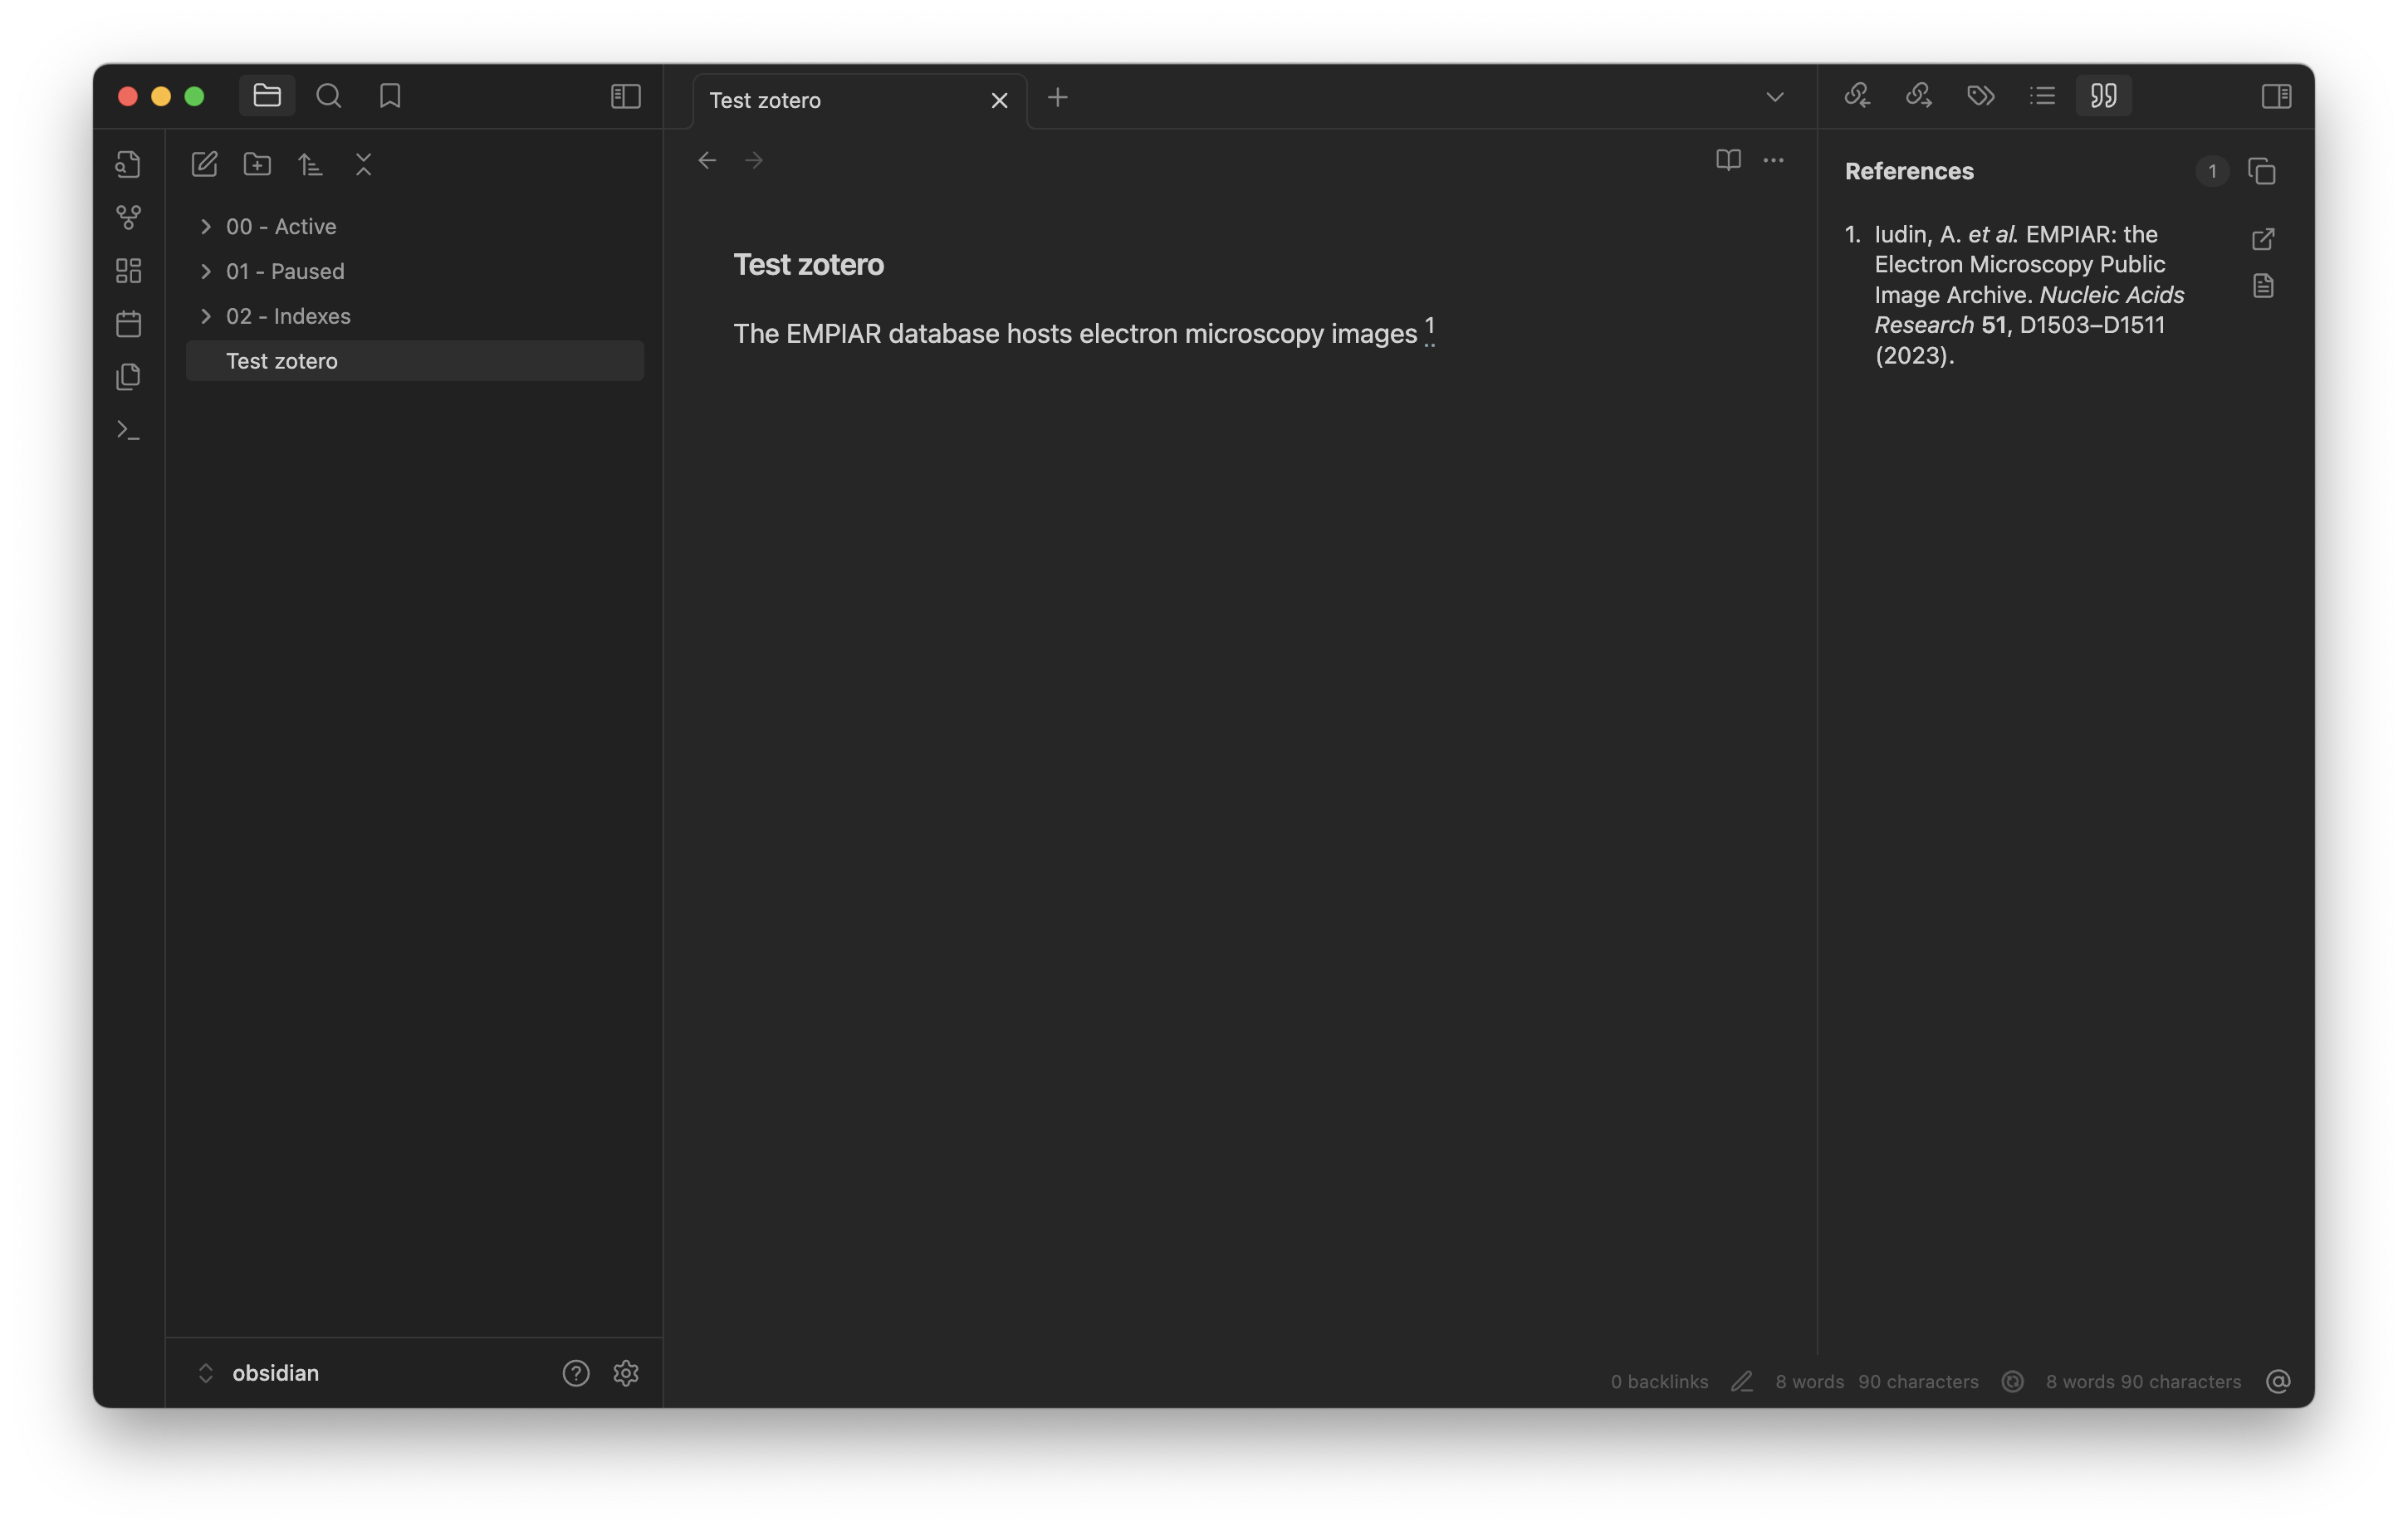 Test zotero
00 - Active
01 - Paused
02 - Indexes
Test zotero
obsidian
Test zotero
The EMPIAR database hosts electron microscopy images 1
References
1
1. Iudin, A. et al. EMPIAR: the
Electron Microscopy Public
Image Archive. Nucleic Acids
Research 51, D1503–D1511
(2023).
0 backlinks 8 words 90 characters 8 words 90 characters